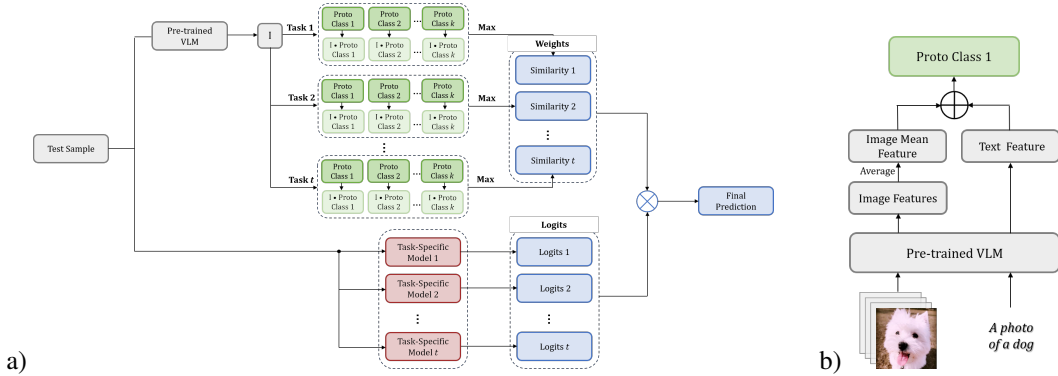 Pre-trained
VLM
I
Test Sample
Task 1
Proto
Class 1
Proto
Class 2
...
Proto
Class k
I • Proto
Class 1
I • Proto
Class 2
...
I • Proto
Class k
Max
Task 2
Proto
Class 1
Proto
Class 2
...
Proto
Class k
I • Proto
Class 1
I • Proto
Class 2
...
I • Proto
Class k
Max
...
Task t
Proto
Class 1
Proto
Class 2
...
Proto
Class k
I • Proto
Class 1
I • Proto
Class 2
...
I • Proto
Class k
Max
Weights
Similarity 1
Similarity 2
...
Similarity t
Task-Specific
Model 1
Task-Specific
Model 2
...
Task-Specific
Model t
Logits
Logits 1
Logits 2
...
Logits t
Final
Prediction
a)
Proto Class 1
Image Mean
Feature
Text Feature
Average
Image Features
Pre-trained VLM
A photo
of a dog
b)